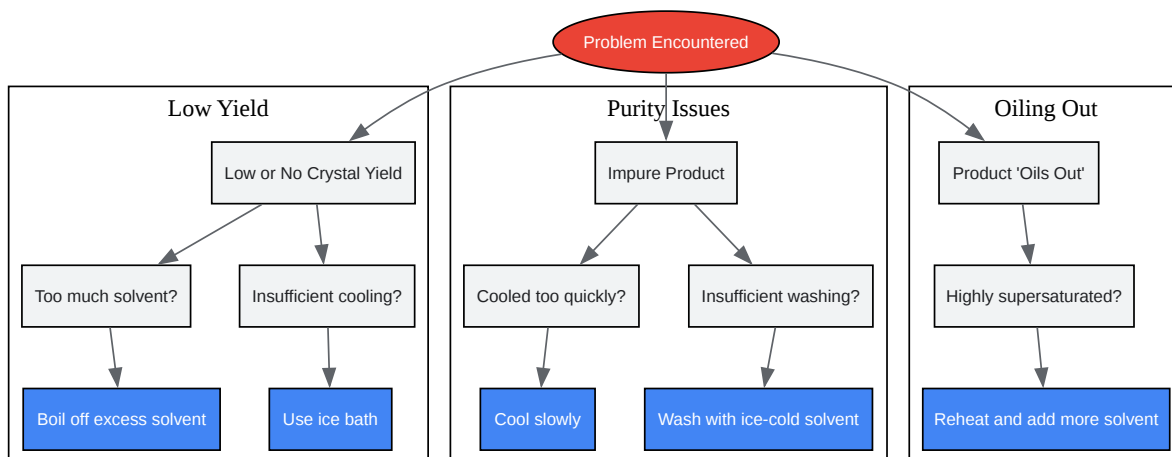 Problem Encountered
Low Yield
Purity Issues
Oiling Out
Low or No Crystal Yield
Impure Product
Product 'Oils Out'
Too much solvent?
Insufficient cooling?
Cooled too quickly?
Insufficient washing?
Highly supersaturated?
Boil off excess solvent
Use ice bath
Cool slowly
Wash with ice-cold solvent
Reheat and add more solvent